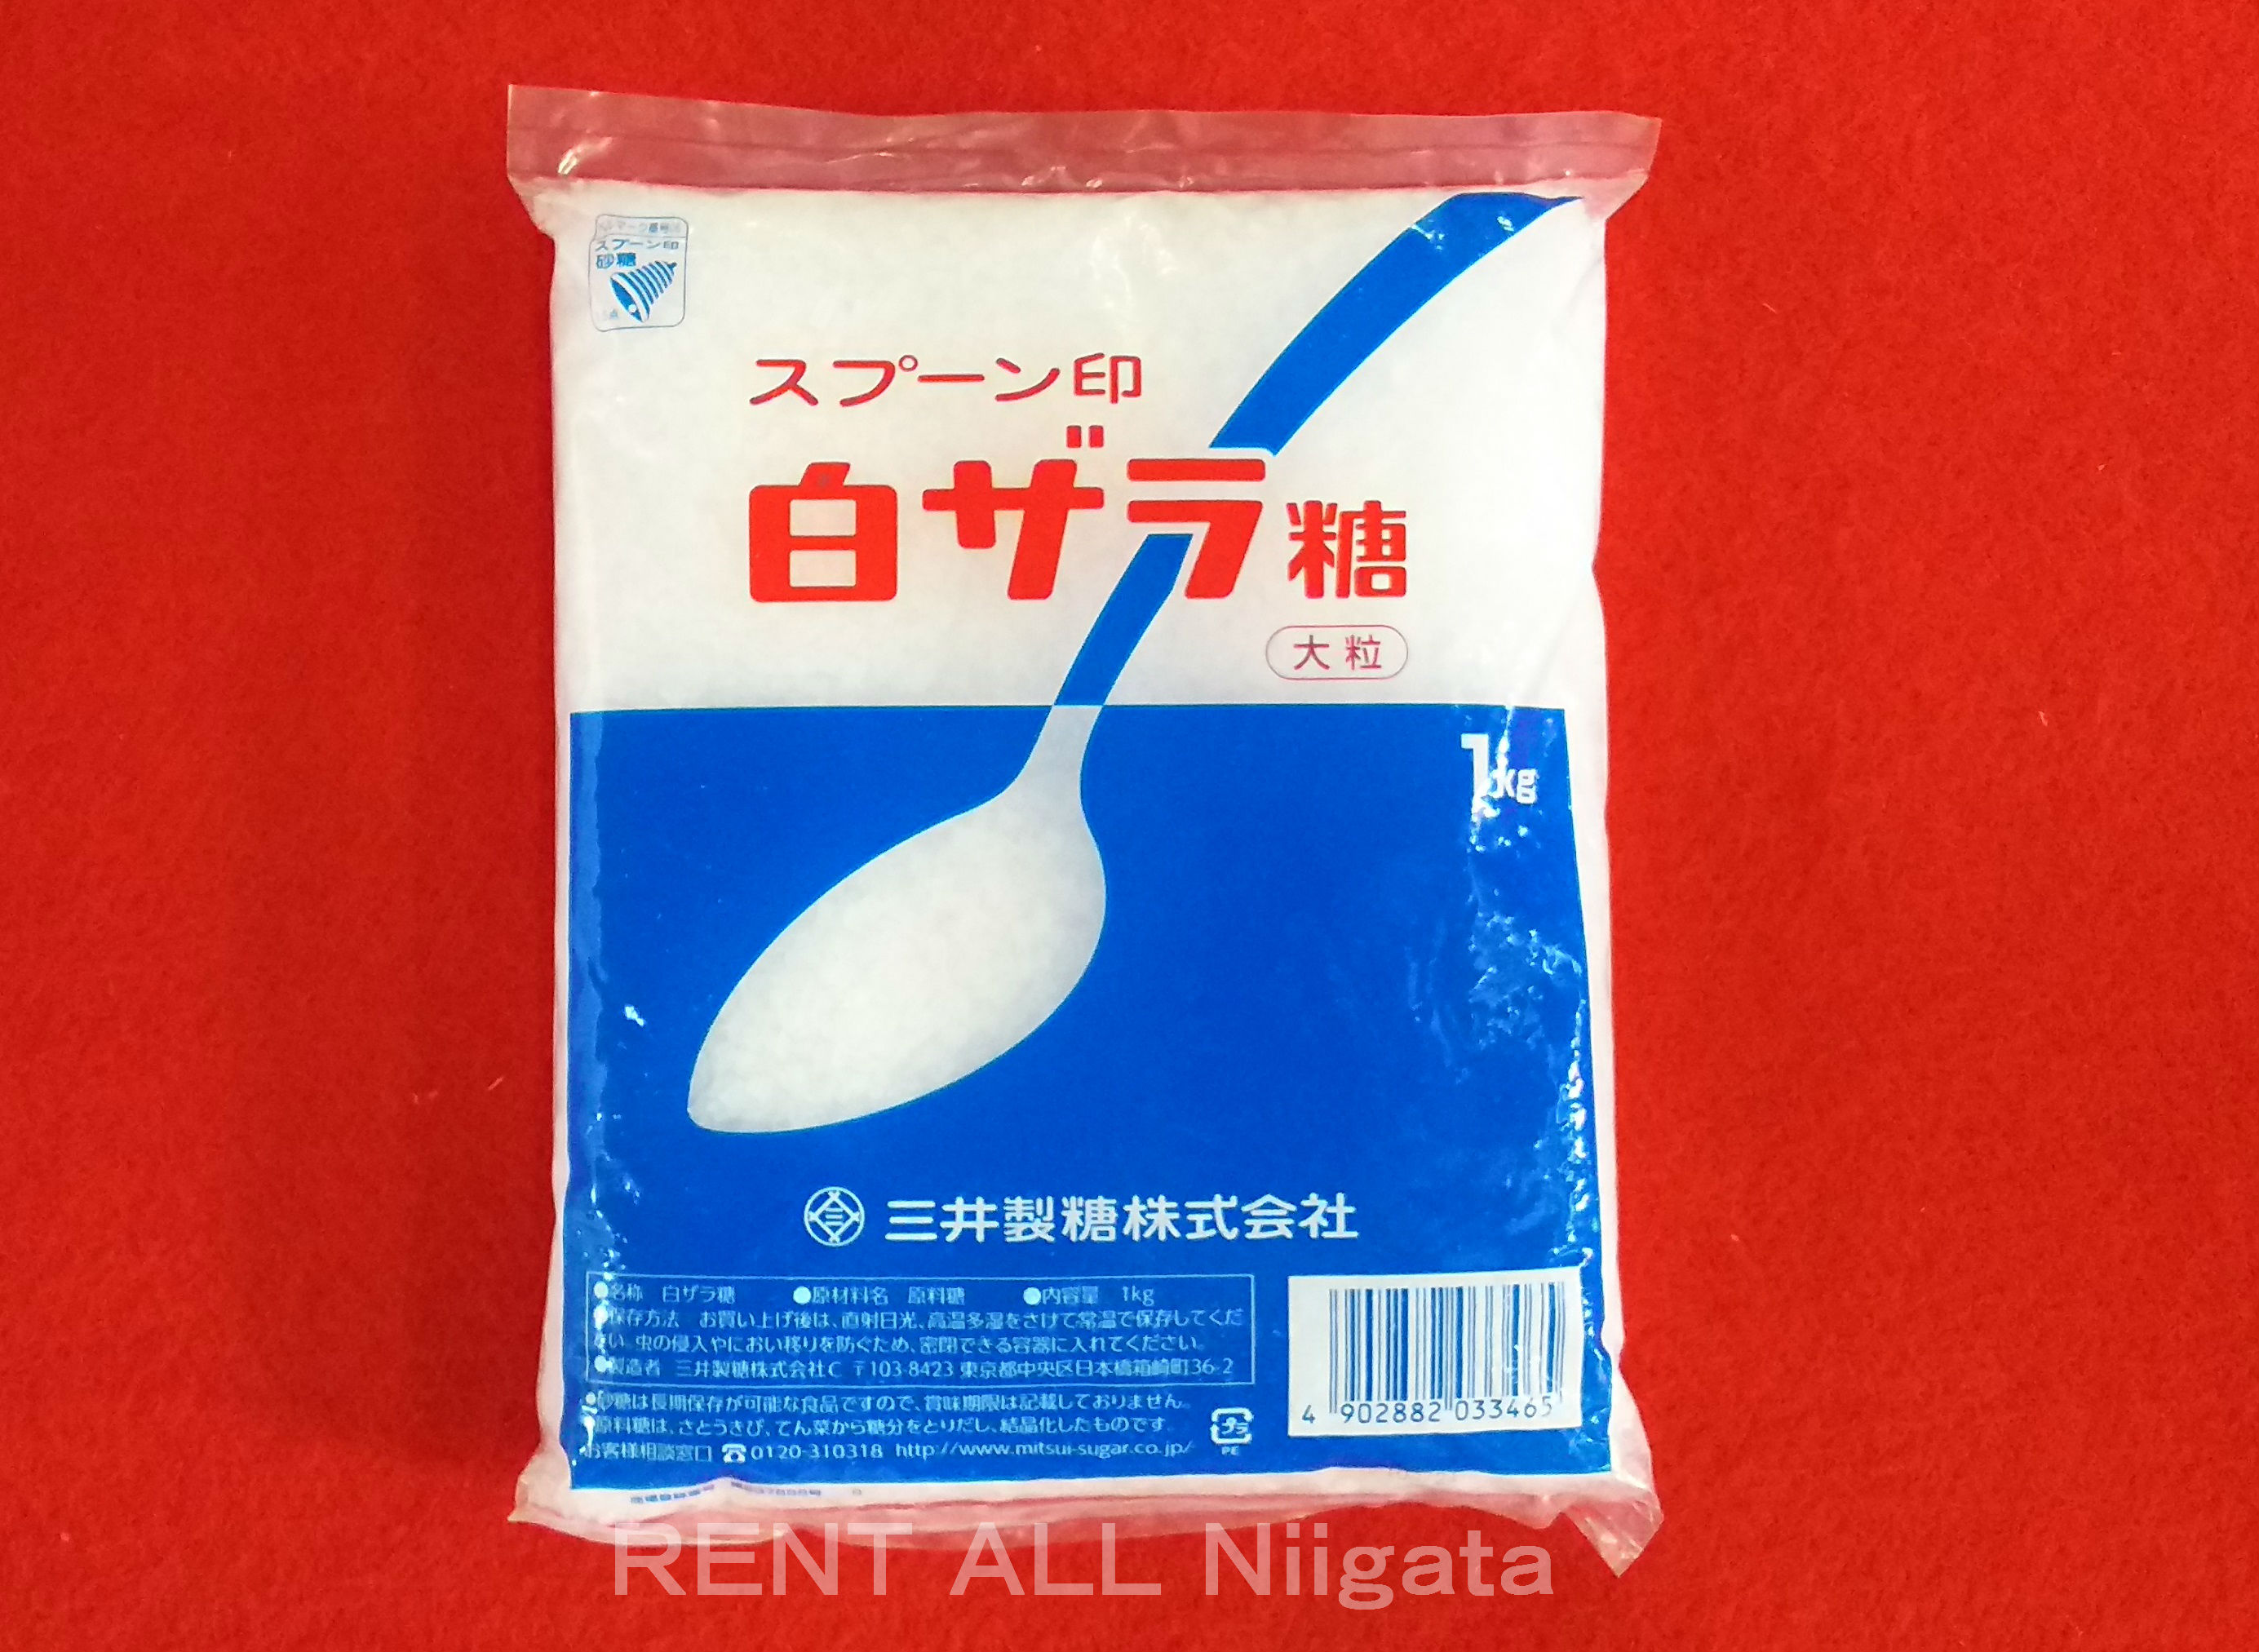 ベルマーク番号
スプーン印
砂糖
点
スプーン印
白ザラ糖
大粒
1kg
三井製糖株式会社
●名称 白ザラ糖 ●原材料名 原料糖 ●内容量 1kg
●保存方法 お買い上げ後は、直射日光、高温多湿をさけて常温で保存してくだ
さい。虫の侵入やにおい移りを防ぐため、密閉できる容器に入れてください。
●製造者 三井製糖株式会社C 〒103-8423 東京都中央区日本橋箱崎町36-2
●砂糖は長期保存が可能な食品ですので、賞味期限は記載しておりません。
原料糖は、さとうきび、てん菜から糖分をとりだし、結晶化したものです。
お客様相談窓口 ☎0120-310318 http://www.mitsui-sugar.co.jp/
プラ
PE
4 902882 033465
RENT ALL Niigata